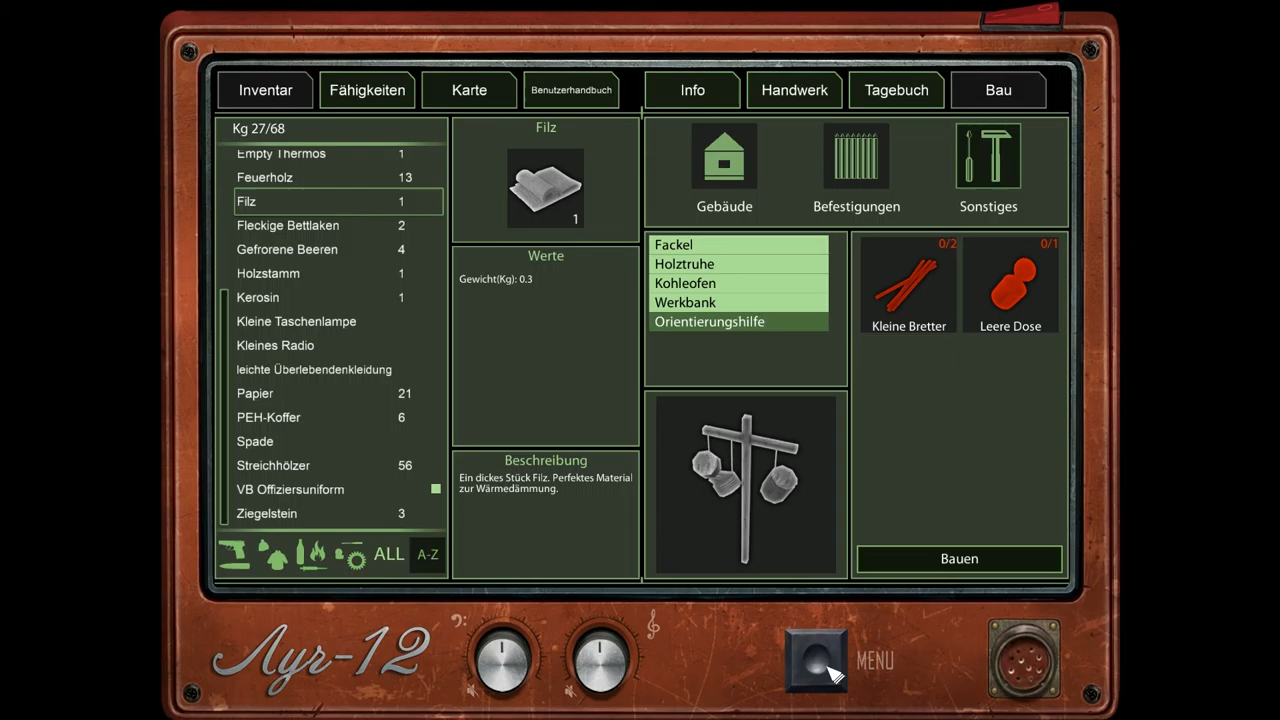 Inventar
Fähigkeiten
Karte
Benutzerhandbuch
Info
Handwerk
Tagebuch
Bau
Kg 27/68
Empty Thermos 1
Feuerholz 13
Filz 1
Fleckige Bettlaken 2
Gefrorene Beeren 4
Holzstamm 1
Kerosin 1
Kleine Taschenlampe
Kleines Radio
leichte Überlebendenkleidung
Papier 21
PEH-Koffer 6
Spade
Streichhölzer 56
VB Offiziersuniform
Ziegelstein 3
ALL
A-Z
Filz
1
Werte
Gewicht(Kg): 0.3
Beschreibung
Ein dickes Stück Filz. Perfektes Material
zur Wärmedämmung.
Gebäude
Befestigungen
Sonstiges
Fackel
Holztruhe
Kohleofen
Werkbank
Orientierungshilfe
0/2
Kleine Bretter
0/1
Leere Dose
Bauen
Луч-12
MENU